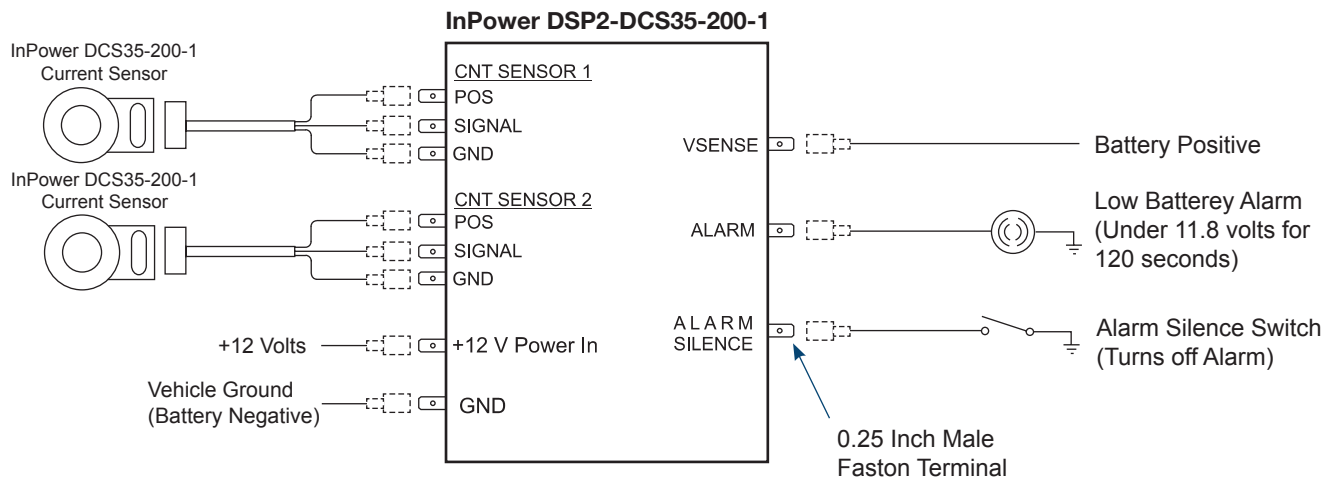 InPower DSP2-DCS35-200-1
InPower DCS35-200-1
Current Sensor
CNT SENSOR 1
POS
SIGNAL
GND
InPower DCS35-200-1
Current Sensor
CNT SENSOR 2
POS
SIGNAL
GND
+12 Volts
+12 V Power In
Vehicle Ground
(Battery Negative)
GND
VSENSE
Battery Positive
ALARM
Low Batterey Alarm
(Under 11.8 volts for
120 seconds)
ALARM
SILENCE
Alarm Silence Switch
(Turns off Alarm)
0.25 Inch Male
Faston Terminal